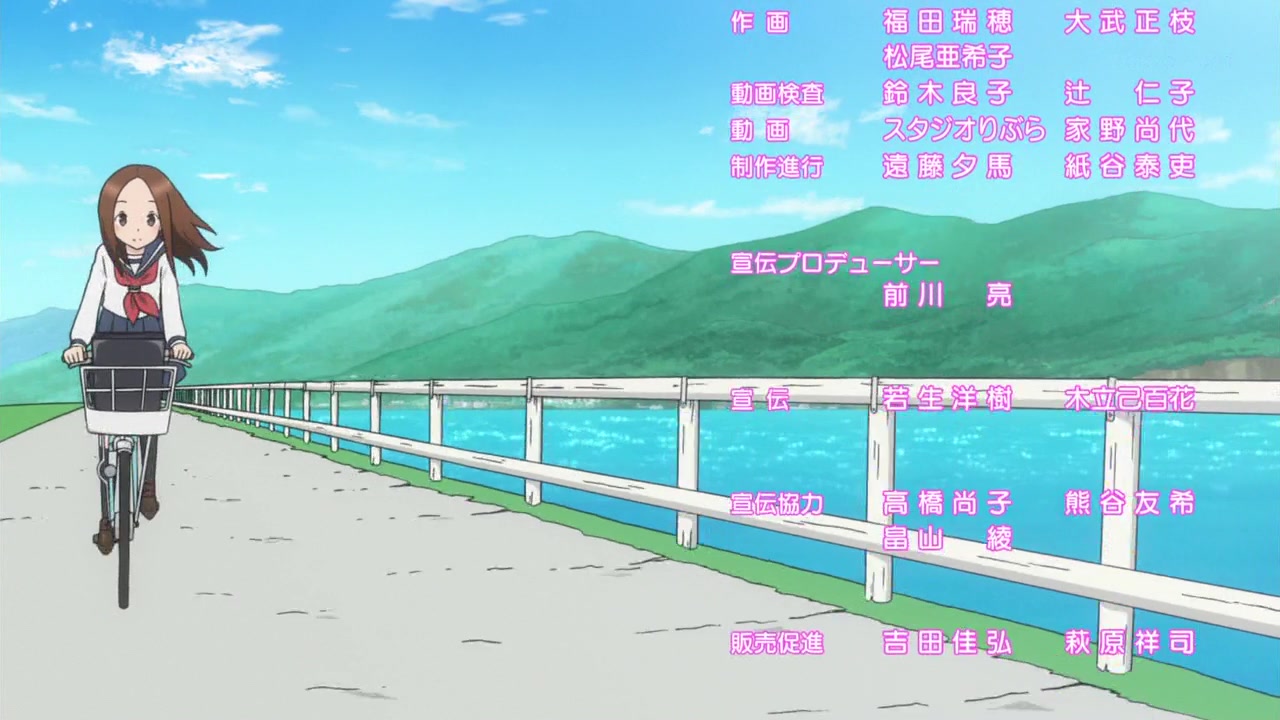 作画 福田瑞穂 大武正枝
松尾亜希子
動画検査 鈴木良子 辻 仁子
動画 スタジオりぶら 家野尚代
制作進行 遠藤夕馬 紙谷泰吏
宣伝プロデューサー
前川 亮
宣伝 若生洋樹 木立己百花
宣伝協力 高橋尚子 熊谷友希
畠山 綾
販売促進 吉田佳弘 萩原祥司